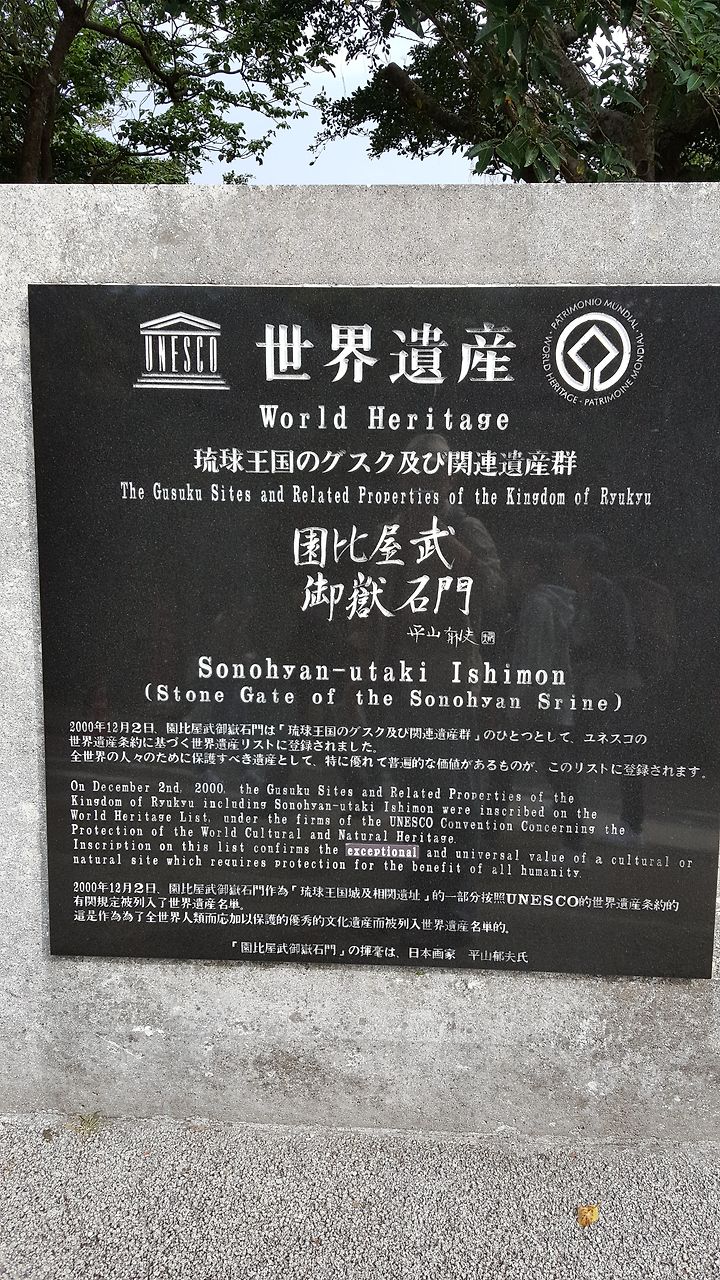 UNESCO
世界遺産
WORLD HERITAGE · PATRIMONIO MUNDIAL · PATRIMOINE MONDIAL
World Heritage
琉球王国のグスク及び関連遺産群
The Gusuku Sites and Related Properties of the Kingdom of Ryukyu
園比屋武
御嶽石門
平山郁夫
Sonohyan-utaki Ishimon
(Stone Gate of the Sonohyan Srine)
2000年12月2日、園比屋武御嶽石門は「琉球王国のグスク及び関連遺産群」のひとつとして、ユネスコの
世界遺産条約に基づく世界遺産リストに登録されました。
全世界の人々のために保護すべき遺産として、特に優れて普遍的な価値があるものが、このリストに登録されます。
On December 2nd, 2000, the Gusuku Sites and Related Properties of the
Kingdom of Ryukyu including Sonohyan-utaki Ishimon were inscribed on the
World Heritage List, under the firms of the UNESCO Convention Concerning the
Protection of the World Cultural and Natural Heritage.
Inscription on this list confirms the exceptional and universal value of a cultural or
natural site which requires protection for the benefit of all humanity.
2000年12月2日、園比屋武御嶽石門作為「琉球王国城及相関遺址」的一部分按照UNESCO的世界遺産条約的
有関規定被列入了世界遺産名単。
這是作為為了全世界人類而応加以保護的優秀的文化遺産而被列入世界遺産名単的。
『園比屋武御嶽石門』の揮毫は、日本画家 平山郁夫氏